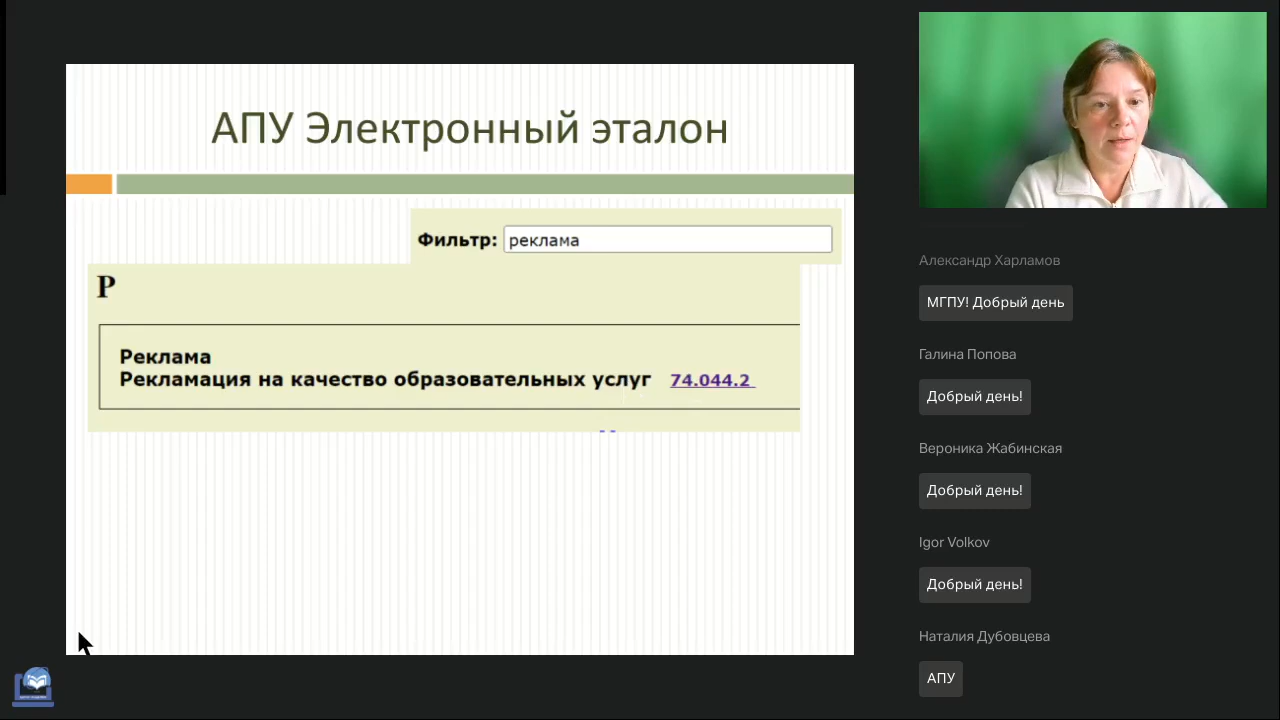 АПУ Электронный эталон
Фильтр: реклама
Р
Реклама
Рекламация на качество образовательных услуг 74.044.2
Александр Харламов
МГПУ! Добрый день
Галина Попова
Добрый день!
Вероника Жабинская
Добрый день!
Igor Volkov
Добрый день!
Наталия Дубовцева
АПУ